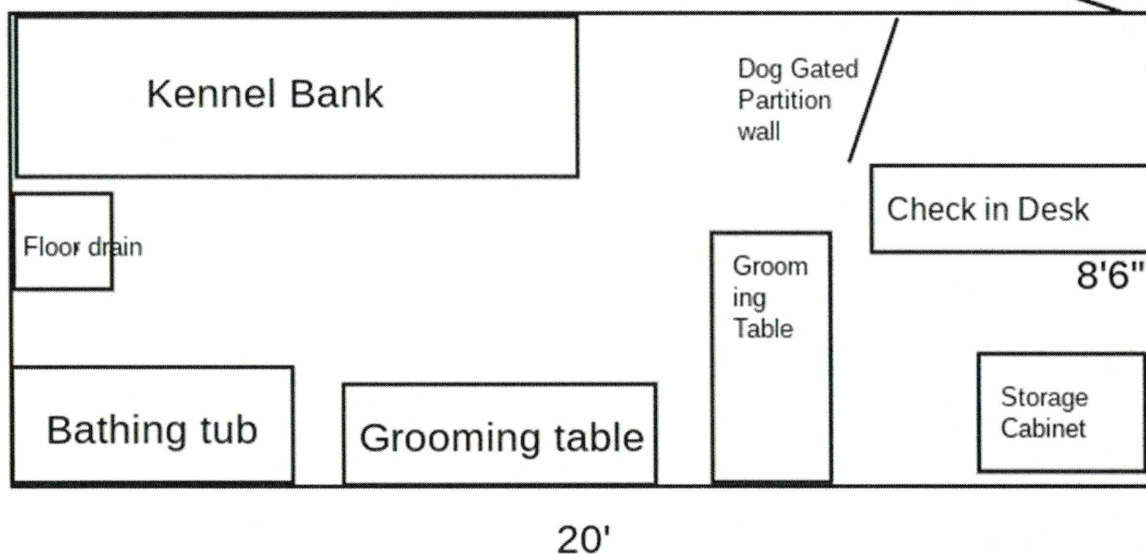 Kennel Bank
Dog Gated
Partition
wall
Check in Desk
Floor drain
Groom
ing
Table
8'6"
Storage
Cabinet
Bathing tub
Grooming table
20'